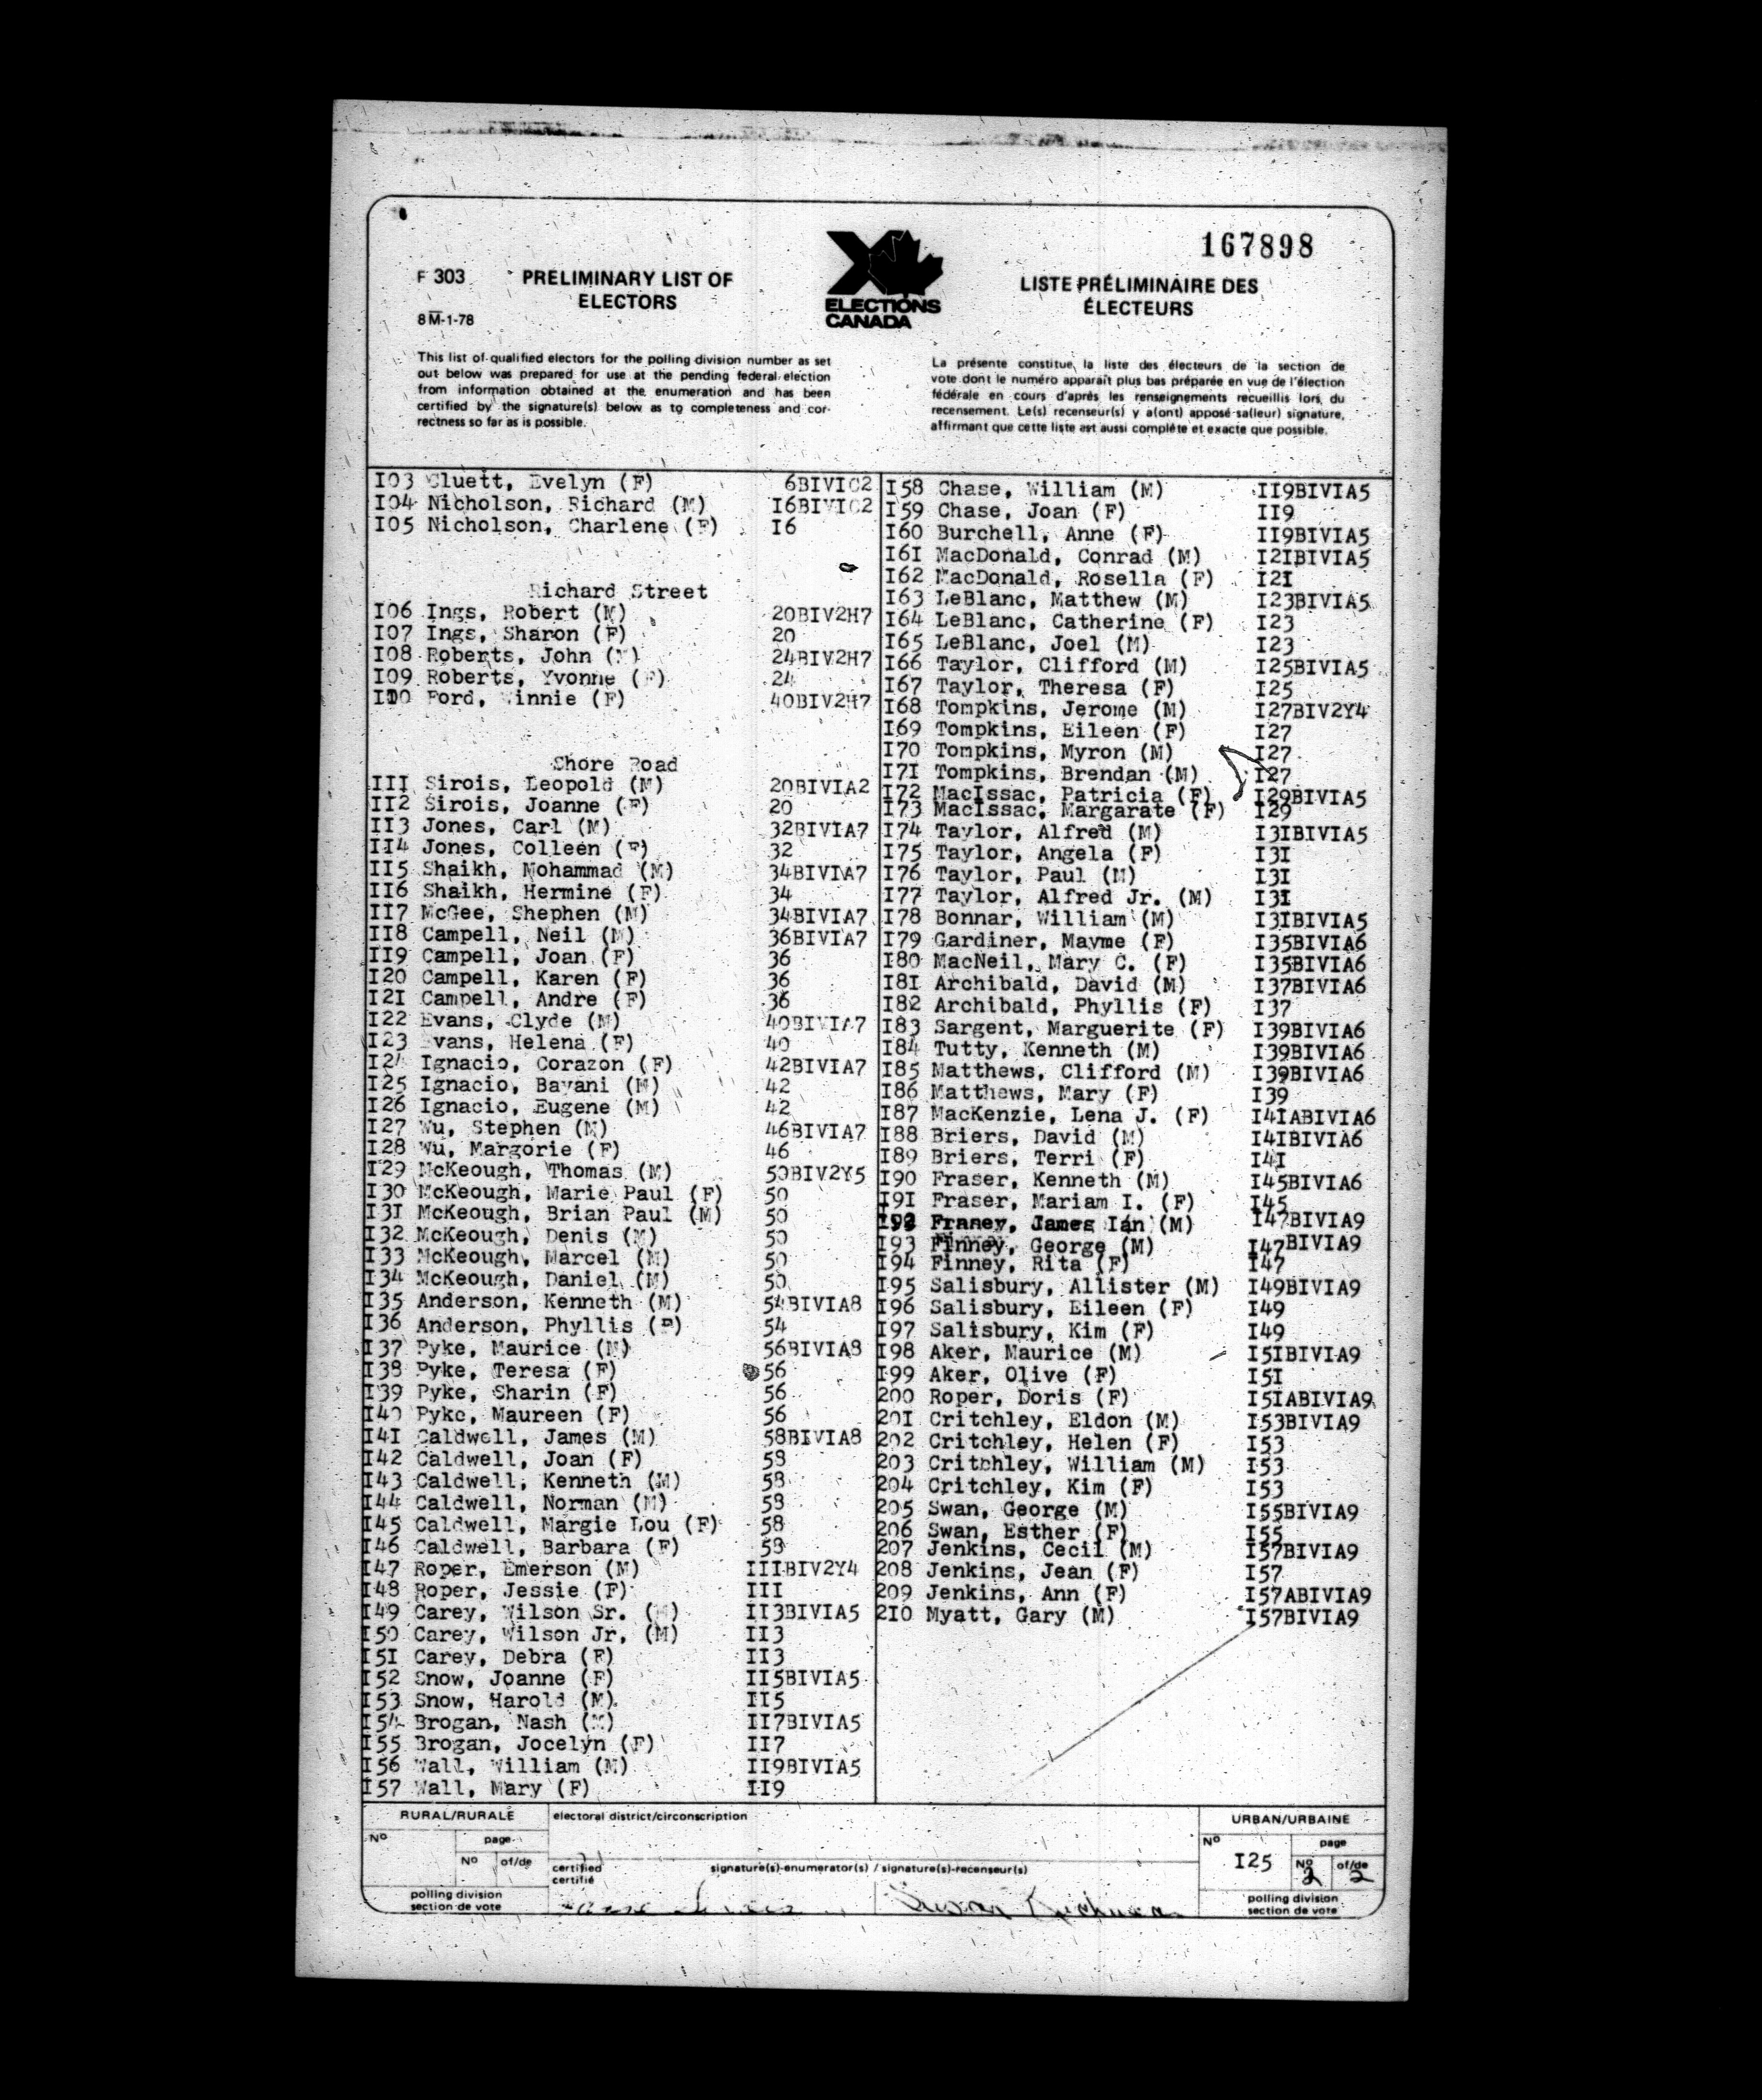 167898
F 303
PRELIMINARY LIST OF
ELECTORS
8M-1-78
ELECTIONS
CANADA
LISTE PRÉLIMINAIRE DES
ÉLECTEURS
This list of qualified electors for the polling division number as set
out below was prepared for use at the pending federal election
from information obtained at the enumeration and has been
certified by the signature(s) below as to completeness and cor-
rectness so far as is possible.
La présente constitue, la liste des électeurs de la section de
vote dont le numéro apparaît plus bas préparée en vue de l'élection
fédérale en cours d'après les renseignements recueillis lors du
recensement. Le(s) recenseur(s) y a(ont) apposé sa(leur) signature,
affirmant que cette liste est aussi complète et exacte que possible.
I03 Cluett, Evelyn (F) 6BIVIC2
I04 Nicholson, Richard (M) I6BIVIC2
I05 Nicholson, Charlene (F) I6
Richard Street
I06 Ings, Robert (M) 20BIV2H7
I07 Ings, Sharon (F) 20
I08 Roberts, John (M) 24BIV2H7
I09 Roberts, Yvonne (F) 24
II0 Ford, Winnie (F) 40BIV2H7
Shore Road
III Sirois, Leopold (M) 20BIVIA2
II2 Sirois, Joanne (F) 20
II3 Jones, Carl (M) 32BIVIA7
II4 Jones, Colleen (F) 32
II5 Shaikh, Mohammad (M) 34BIVIA7
II6 Shaikh, Hermine (F) 34
II7 McGee, Shephen (M) 34BIVIA7
II8 Campell, Neil (M) 36BIVIA7
II9 Campell, Joan (F) 36
I20 Campell, Karen (F) 36
I2I Campell, Andre (F) 36
I22 Evans, Clyde (M) 40BIVIA7
I23 Evans, Helena (F) 40
I24 Ignacio, Corazon (F) 42BIVIA7
I25 Ignacio, Bayani (M) 42
I26 Ignacio, Eugene (M) 42
I27 Wu, Stephen (M) 46BIVIA7
I28 Wu, Margorie (F) 46
I29 McKeough, Thomas (M) 50BIV2Y5
I30 McKeough, Marie Paul (F) 50
I3I McKeough, Brian Paul (M) 50
I32 McKeough, Denis (M) 50
I33 McKeough, Marcel (M) 50
I34 McKeough, Daniel (M) 50
I35 Anderson, Kenneth (M) 54BIVIA8
I36 Anderson, Phyllis (F) 54
I37 Pyke, Maurice (M) 56BIVIA8
I38 Pyke, Teresa (F) 56
I39 Pyke, Sharin (F) 56
I40 Pyke, Maureen (F) 56
I4I Caldwell, James (M) 58BIVIA8
I42 Caldwell, Joan (F) 58
I43 Caldwell, Kenneth (M) 58
I44 Caldwell, Norman (M) 58
I45 Caldwell, Margie Lou (F) 58
I46 Caldwell, Barbara (F) 58
I47 Roper, Emerson (M) IIIBIV2Y4
I48 Roper, Jessie (F) III
I49 Carey, Wilson Sr. (M) II3BIVIA5
I50 Carey, Wilson Jr, (M) II3
I5I Carey, Debra (F) II3
I52 Snow, Joanne (F) II5BIVIA5
I53 Snow, Harold (M) II5
I54 Brogan, Nash (M) II7BIVIA5
I55 Brogan, Jocelyn (F) II7
I56 Wall, William (M) II9BIVIA5
I57 Wall, Mary (F) II9
I58 Chase, William (M) II9BIVIA5
I59 Chase, Joan (F) II9
I60 Burchell, Anne (F) II9BIVIA5
I6I MacDonald, Conrad (M) I2IBIVIA5
I62 MacDonald, Rosella (F) I2I
I63 LeBlanc, Matthew (M) I23BIVIA5
I64 LeBlanc, Catherine (F) I23
I65 LeBlanc, Joel (M) I23
I66 Taylor, Clifford (M) I25BIVIA5
I67 Taylor, Theresa (F) I25
I68 Tompkins, Jerome (M) I27BIV2Y4
I69 Tompkins, Eileen (F) I27
I70 Tompkins, Myron (M) I27
I7I Tompkins, Brendan (M) I27
I72 MacIssac, Patricia (F) I29BIVIA5
I73 MacIssac, Margarate (F) I29
I74 Taylor, Alfred (M) I3IBIVIA5
I75 Taylor, Angela (F) I3I
I76 Taylor, Paul (M) I3I
I77 Taylor, Alfred Jr. (M) I3I
I78 Bonnar, William (M) I3IBIVIA5
I79 Gardiner, Mayme (F) I35BIVIA6
I80 MacNeil, Mary C. (F) I35BIVIA6
I8I Archibald, David (M) I37BIVIA6
I82 Archibald, Phyllis (F) I37
I83 Sargent, Marguerite (F) I39BIVIA6
I84 Tutty, Kenneth (M) I39BIVIA6
I85 Matthews, Clifford (M) I39BIVIA6
I86 Matthews, Mary (F) I39
I87 MacKenzie, Lena J. (F) I4IABIVIA6
I88 Briers, David (M) I4IBIVIA6
I89 Briers, Terri (F) I4I
I90 Fraser, Kenneth (M) I45BIVIA6
I9I Fraser, Mariam I. (F) I45
I92 Franey, James Ian (M) I47BIVIA9
I93 Finney, George (M) I47BIVIA9
I94 Finney, Rita (F) I47
I95 Salisbury, Allister (M) I49BIVIA9
I96 Salisbury, Eileen (F) I49
I97 Salisbury, Kim (F) I49
I98 Aker, Maurice (M) I5IBIVIA9
I99 Aker, Olive (F) I5I
200 Roper, Doris (F) I5IABIVIA9
20I Critchley, Eldon (M) I53BIVIA9
202 Critchley, Helen (F) I53
203 Critchley, William (M) I53
204 Critchley, Kim (F) I53
205 Swan, George (M) I55BIVIA9
206 Swan, Esther (F) I55
207 Jenkins, Cecil (M) I57BIVIA9
208 Jenkins, Jean (F) I57
209 Jenkins, Ann (F) I57ABIVIA9
2I0 Myatt, Gary (M) I57BIVIA9
RURAL/RURALE
No
page
No of/de
polling division
section de vote
electoral district/circonscription
certified
certifié
signature(s)-enumerator(s) / signature(s)-recenseur(s)
Susan
URBAN/URBAINE
No
I25
page
No 2 of/de 2
polling division
section de vote